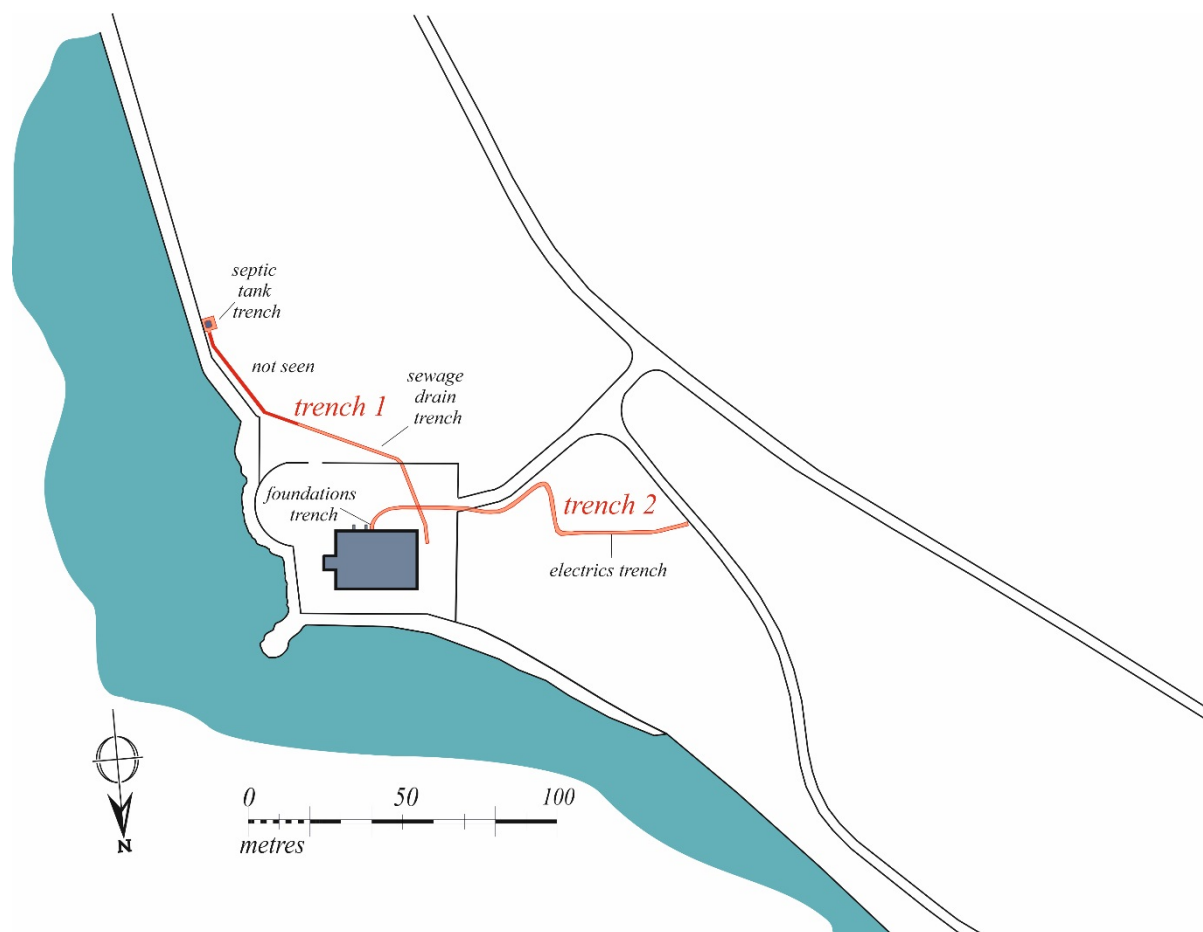 septic
tank
trench
not seen
sewage
drain
trench
trench 1
foundations
trench
trench 2
electrics trench
0 50 100
metres
N